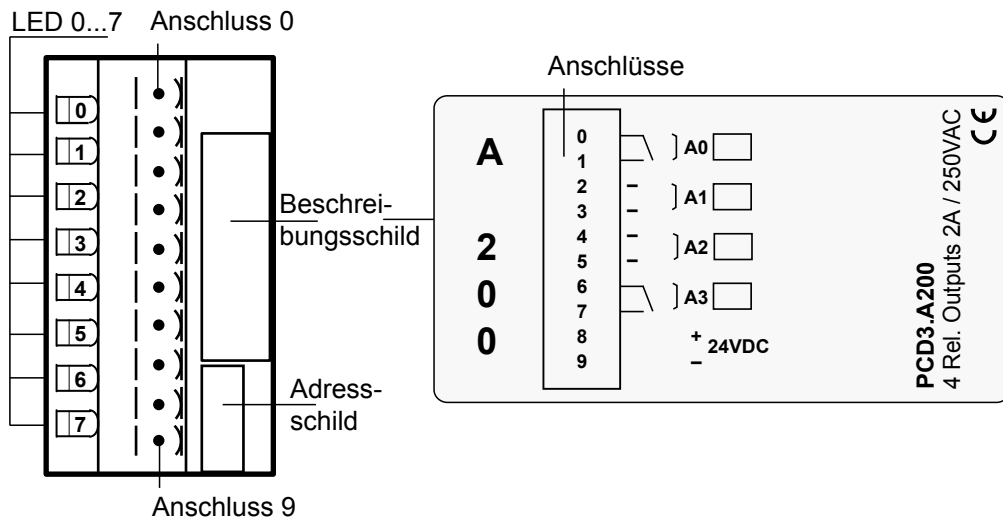 LED 0...7
Anschluss 0
0
1
2
3
4
5
6
7
Beschrei-
bungsschild
Adress-
schild
Anschluss 9
Anschlüsse
A
2
0
0
0
1
2
3
4
5
6
7
8
9
A0
A1
A2
A3
+
24VDC
–
PCD3.A200
4 Rel. Outputs 2A / 250VAC
CE